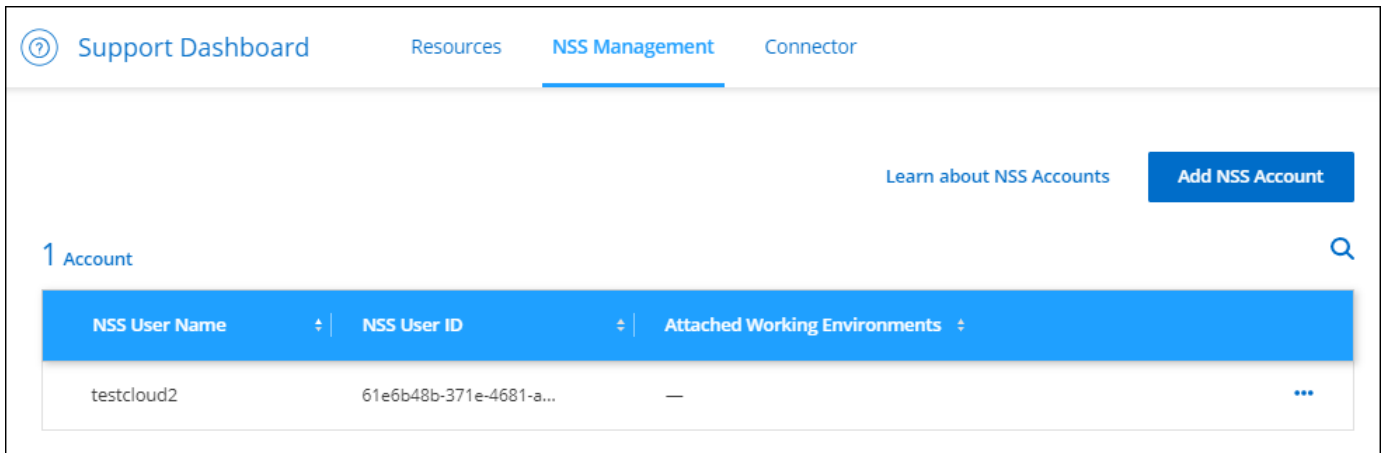 Support Dashboard Resources NSS Management Connector
Learn about NSS Accounts Add NSS Account
1 Account
NSS User Name NSS User ID Attached Working Environments
testcloud2 61e6b48b-371e-4681-a... —